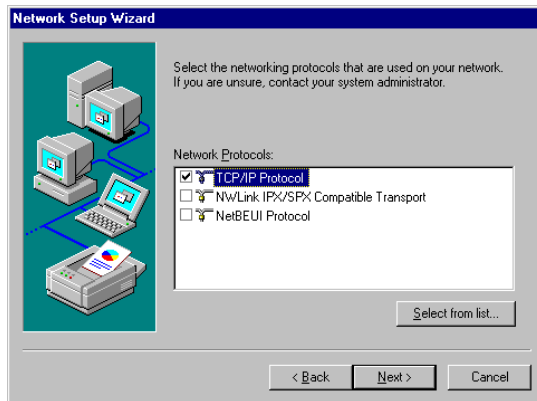 Network Setup Wizard
Select the networking protocols that are used on your network.
If you are unsure, contact your system administrator.
Network Protocols:
TCP/IP Protocol
NWLink IPX/SPX Compatible Transport
NetBEUI Protocol
Select from list...
< Back Next > Cancel